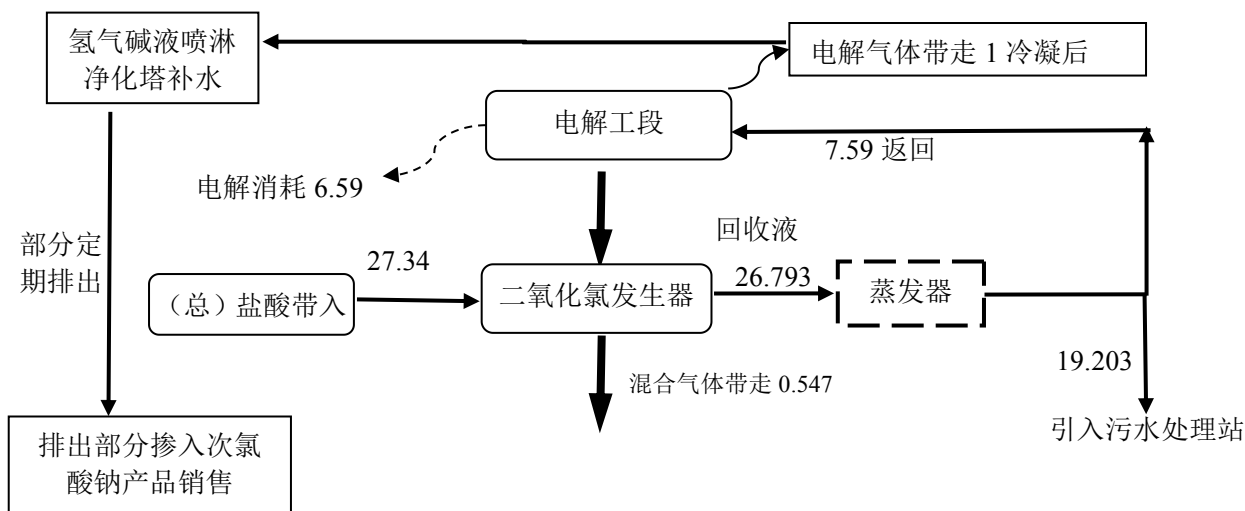 氢气碱液喷淋
净化塔补水
电解气体带走 1 冷凝后
电解工段
7.59 返回
电解消耗 6.59
部分定
期排出
回收液
27.34
26.793
（总）盐酸带入
二氧化氯发生器
蒸发器
19.203
混合气体带走 0.547
引入污水处理站
排出部分掺入次氯
酸钠产品销售